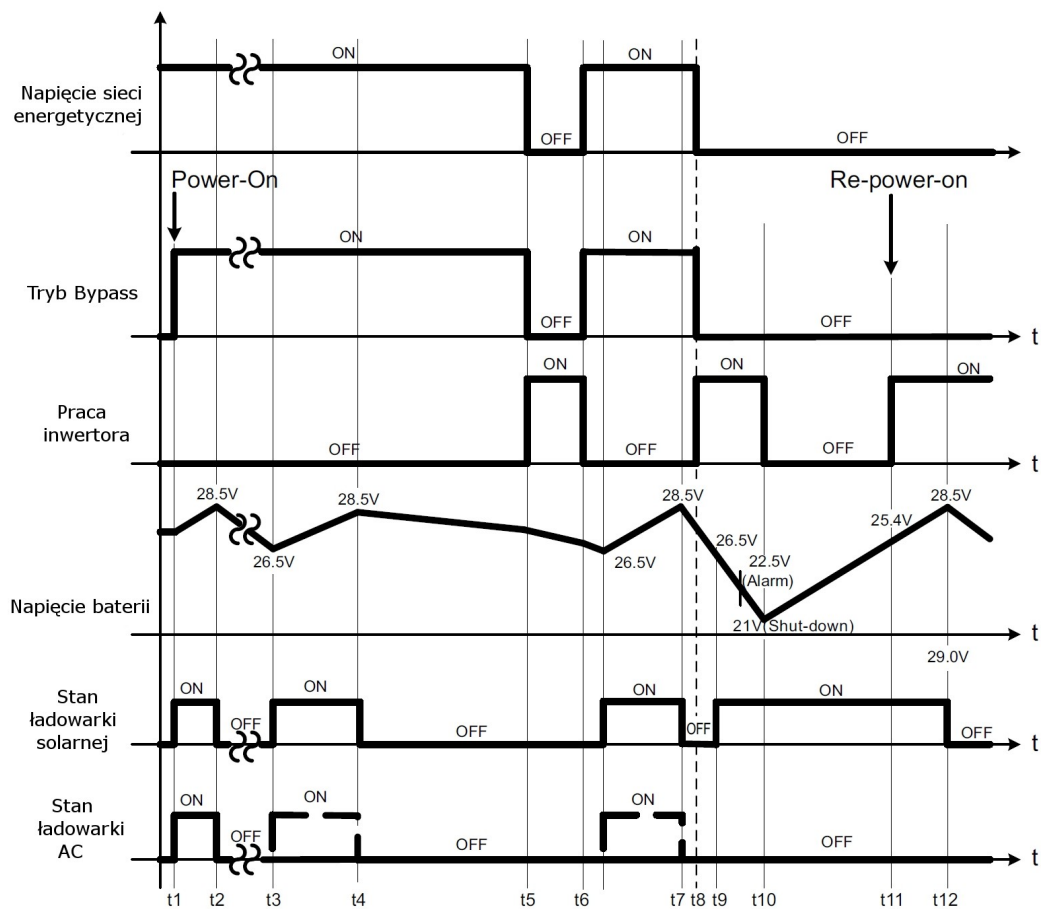 ON
ON
Napięcie sieci
energetycznej
OFF
OFF
Power-On
Re-power-on
ON
ON
Tryb Bypass
OFF
OFF
t
ON
ON
ON
Praca
inwertora
OFF
OFF
OFF
t
28.5V
28.5V
28.5V
28.5V
25.4V
26.5V
26.5V
26.5V
22.5V
(Alarm)
Napięcie baterii
21V(Shut-down)
t
29.0V
Stan
ładowarki
solarnej
ON
ON
ON
ON
OFF
OFF
OFF
OFF
t
Stan
ładowarki
AC
ON
ON
ON
OFF
OFF
OFF
t
t1
t2
t3
t4
t5
t6
t7
t8
t9
t10
t11
t12